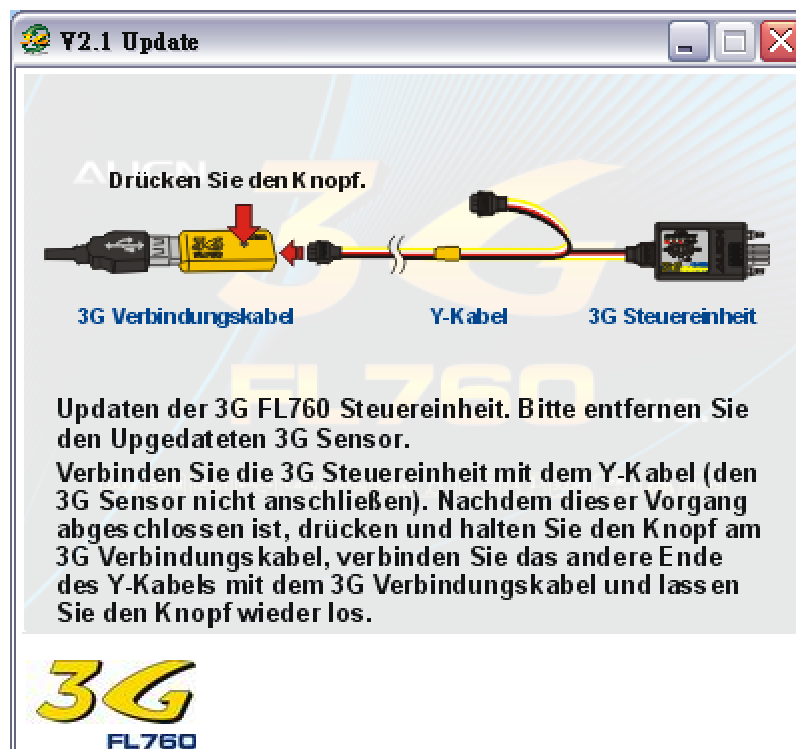 V2.1 Update
ALIGN
Drücken Sie den Knopf.
3G
3G Verbindungskabel
Y-Kabel
3G Steuereinheit
FL760
Updaten der 3G FL760 Steuereinheit. Bitte entfernen Sie
den Upgedateten 3G Sensor.
Verbinden Sie die 3G Steuereinheit mit dem Y-Kabel (den
3G Sensor nicht anschließen). Nachdem dieser Vorgang
abgeschlossen ist, drücken und halten Sie den Knopf am
3G Verbindungskabel, verbinden Sie das andere Ende
des Y-Kabels mit dem 3G Verbindungskabel und lassen
Sie den Knopf wieder los.
3G
FL760